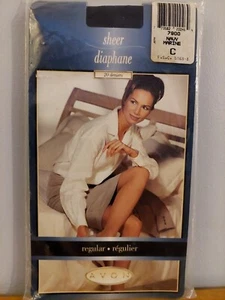 7900
NAVY
MARINE
C
sheer
diaphane
regular • régulier
AVON